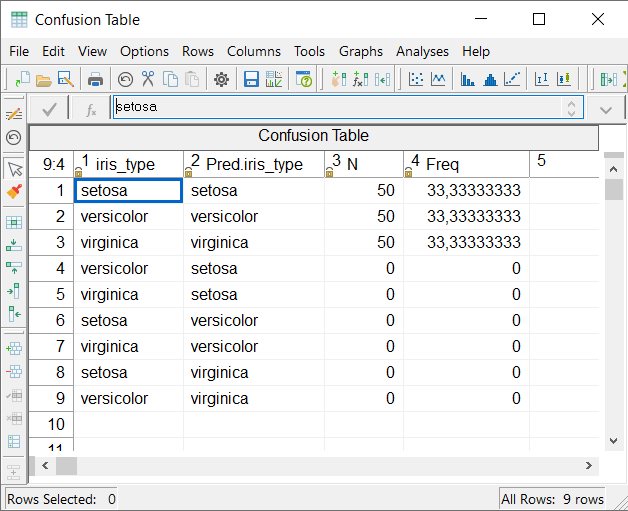 Confusion Table
File Edit View Options Rows Columns Tools Graphs Analyses Help
setosa
Confusion Table
9:4 1 iris_type 2 Pred.iris_type 3 N 4 Freq 5
1 setosa setosa 50 33,33333333
2 versicolor versicolor 50 33,33333333
3 virginica virginica 50 33,33333333
4 versicolor setosa 0 0
5 virginica setosa 0 0
6 setosa versicolor 0 0
7 virginica versicolor 0 0
8 setosa virginica 0 0
9 versicolor virginica 0 0
10
11
Rows Selected: 0 All Rows: 9 rows